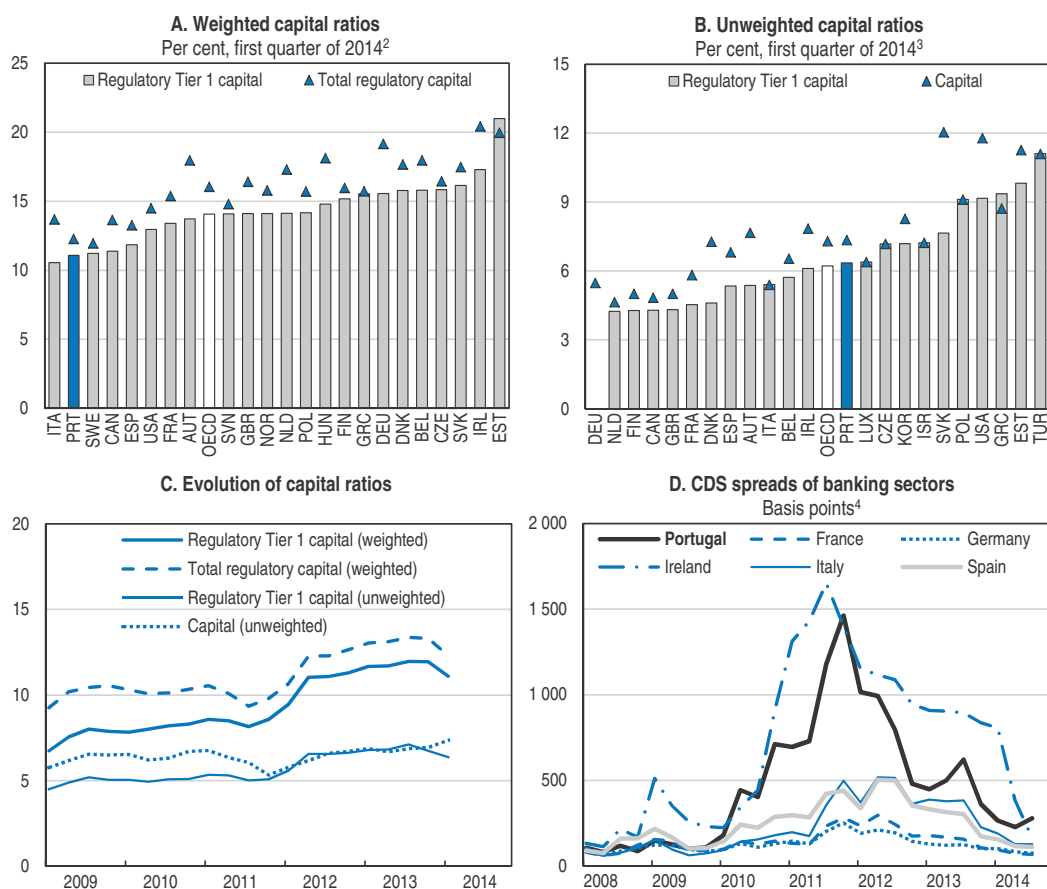 A. Weighted capital ratios
Per cent, first quarter of 2014²
Regulatory Tier 1 capital
Total regulatory capital
25
20
15
10
5
0
ITA
PRT
SWE
CAN
ESP
USA
FRA
AUT
OECD
SVN
GBR
NOR
NLD
POL
HUN
FIN
GRC
DEU
DNK
BEL
CZE
SVK
IRL
EST
B. Unweighted capital ratios
Per cent, first quarter of 2014³
Regulatory Tier 1 capital
Capital
15
12
9
6
3
0
DEU
NLD
FIN
CAN
GBR
FRA
DNK
ESP
AUT
ITA
BEL
IRL
OECD
PRT
LUX
CZE
KOR
ISR
SVK
POL
USA
GRC
EST
TUR
C. Evolution of capital ratios
20
15
10
5
0
Regulatory Tier 1 capital (weighted)
Total regulatory capital (weighted)
Regulatory Tier 1 capital (unweighted)
Capital (unweighted)
2009 2010 2011 2012 2013 2014
D. CDS spreads of banking sectors
Basis points⁴
2 000
1 500
1 000
500
0
Portugal France Germany
Ireland Italy Spain
2008 2009 2010 2011 2012 2013 2014